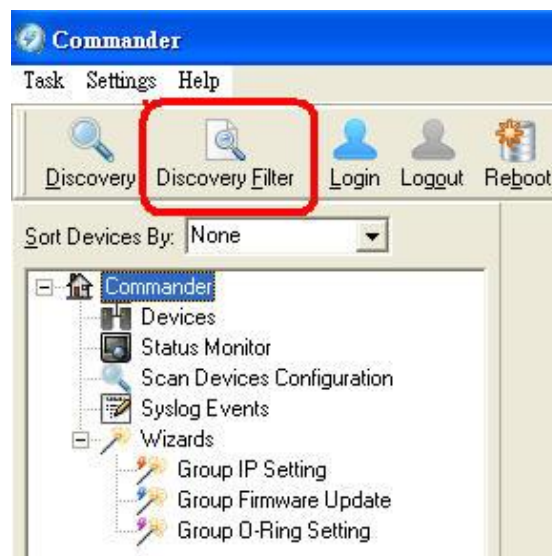 Commander
Task Settings Help
Discovery Discovery Filter Login Logout Reboot
Sort Devices By: None
Commander
Devices
Status Monitor
Scan Devices Configuration
Syslog Events
Wizards
Group IP Setting
Group Firmware Update
Group O-Ring Setting